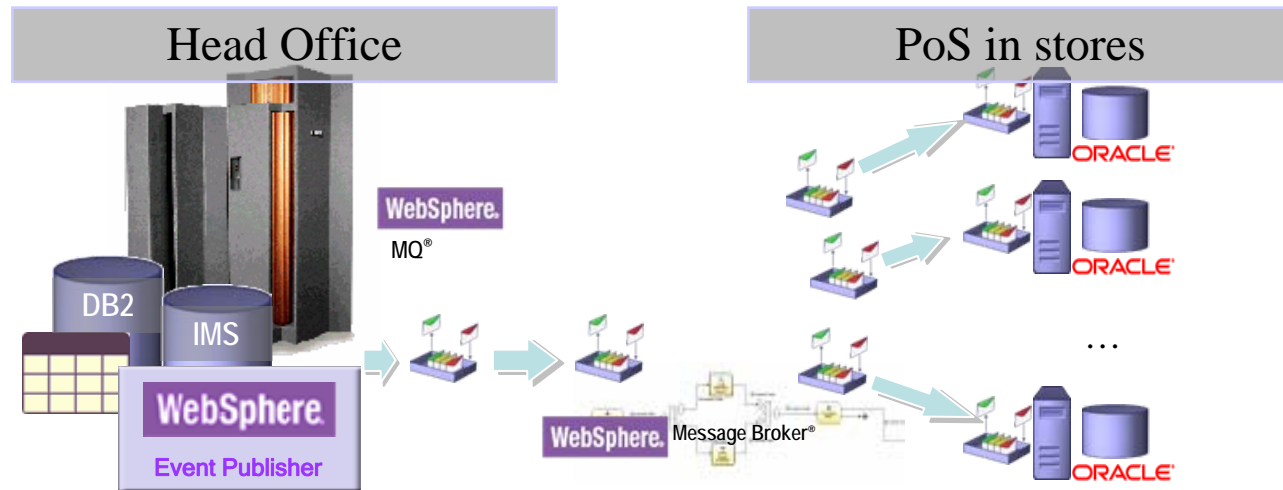 Head Office
PoS in stores
WebSphere.
MQ®
DB2
IMS
WebSphere.
Event Publisher
WebSphere.
Message Broker®
ORACLE®
ORACLE®
...
ORACLE®